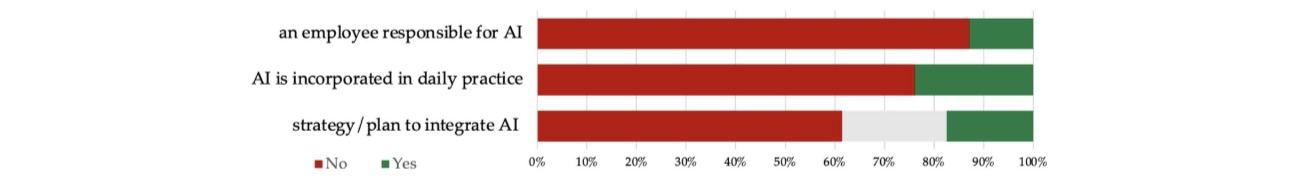 an employee responsible for AI
AI is incorporated in daily practice
strategy/plan to integrate AI
No Yes
0% 10% 20% 30% 40% 50% 60% 70% 80% 90% 100%